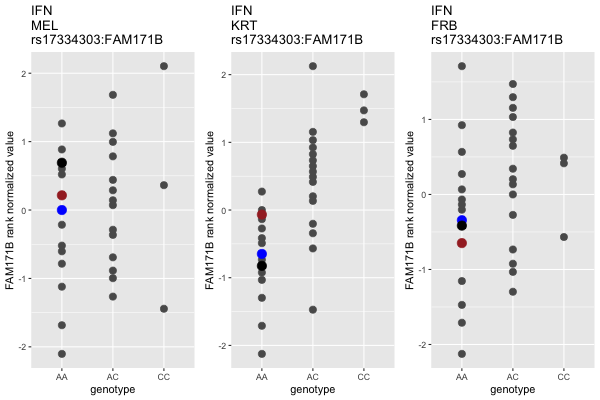 IFN
MEL
rs17334303:FAM171B
FAM171B rank normalized value
2
1
0
-1
-2
AA
AC
CC
genotype
IFN
KRT
rs17334303:FAM171B
FAM171B rank normalized value
2
1
0
-1
-2
AA
AC
CC
genotype
IFN
FRB
rs17334303:FAM171B
FAM171B rank normalized value
1
0
-1
-2
AA
AC
CC
genotype